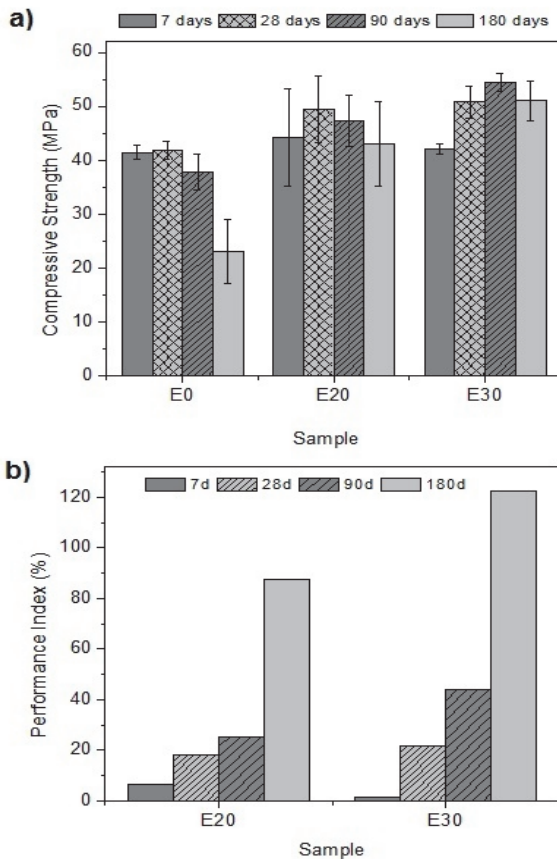 a)
7 days 28 days 90 days 180 days
Compressive Strength (MPa)
60
50
40
30
20
10
0
E0 E20 E30
Sample
b)
7d 28d 90d 180d
Performance Index (%)
120
100
80
60
40
20
0
E20 E30
Sample